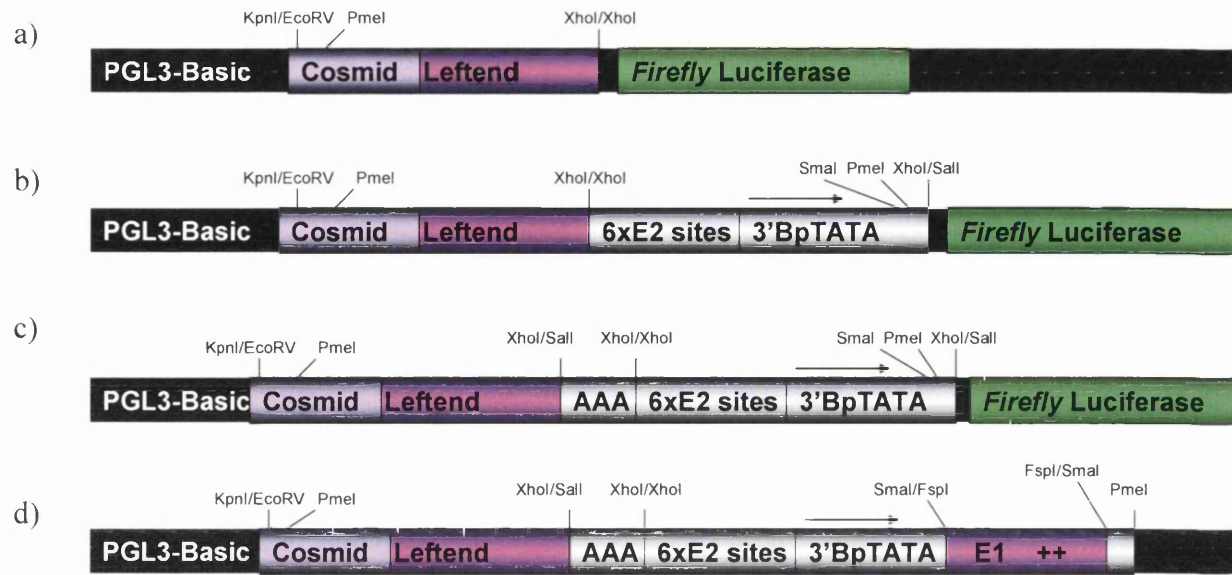 a)
KpnI/EcoRV PmeI XhoI/XhoI
PGL3-Basic Cosmid Leftend Firefly Luciferase
b)
KpnI/EcoRV PmeI XhoI/XhoI SmaI PmeI XhoI/SalI
PGL3-Basic Cosmid Leftend 6xE2 sites 3'BpTATA Firefly Luciferase
c)
KpnI/EcoRV PmeI XhoI/SalI XhoI/XhoI SmaI PmeI XhoI/SalI
PGL3-Basic Cosmid Leftend AAA 6xE2 sites 3'BpTATA Firefly Luciferase
d)
KpnI/EcoRV PmeI XhoI/SalI XhoI/XhoI SmaI/FspI FspI/SmaI PmeI
PGL3-Basic Cosmid Leftend AAA 6xE2 sites 3'BpTATA E1 ++